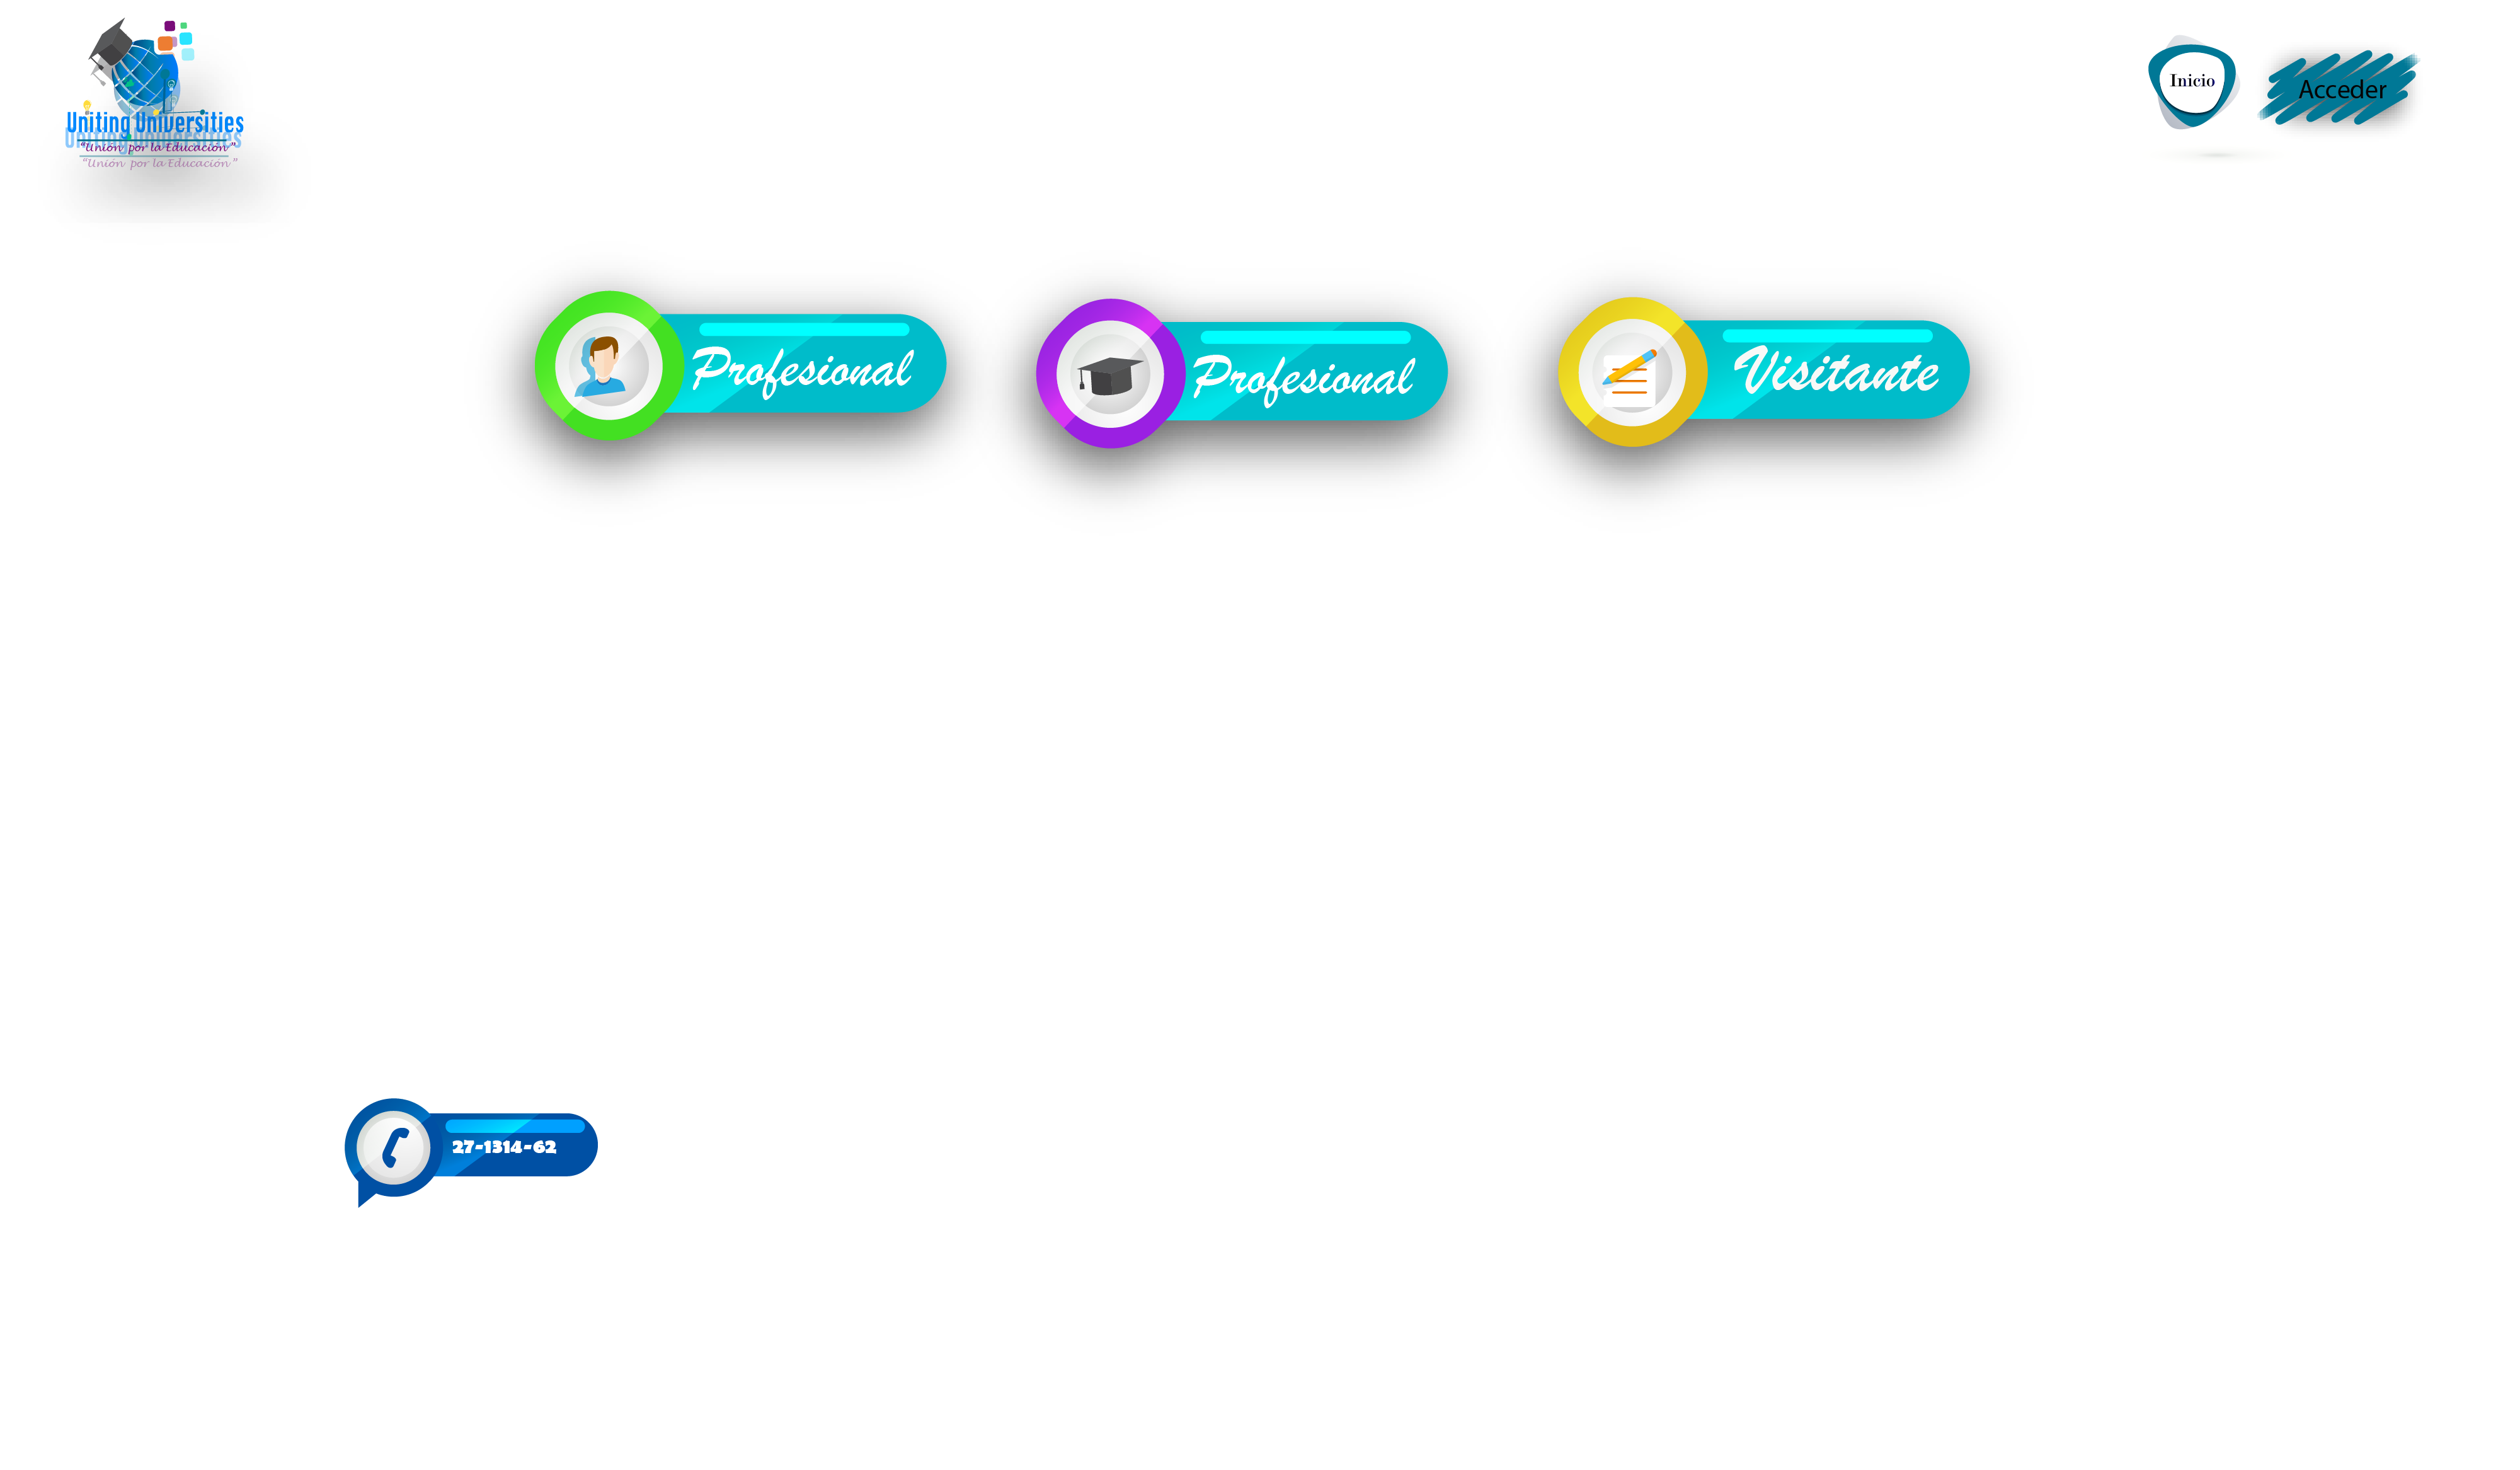 Uniting Universities
Uniting Universities
"Unión por la Educación"
"Unión por la Educación"
Inicio
Acceder
Profesional
Profesional
Visitante
27-1314-62